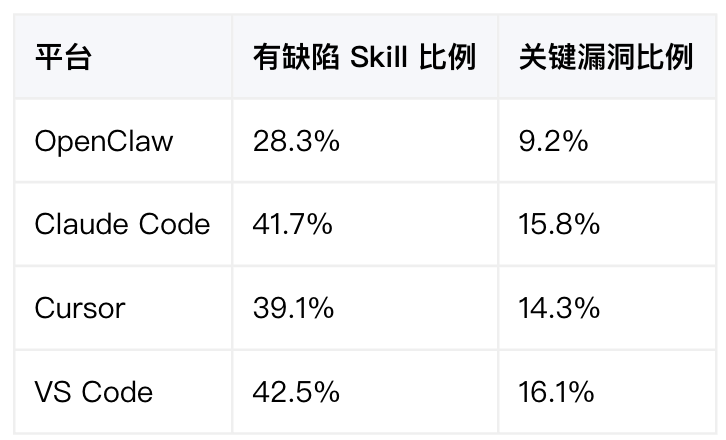 平台 有缺陷 Skill 比例 关键漏洞比例
OpenClaw 28.3% 9.2%
Claude Code 41.7% 15.8%
Cursor 39.1% 14.3%
VS Code 42.5% 16.1%